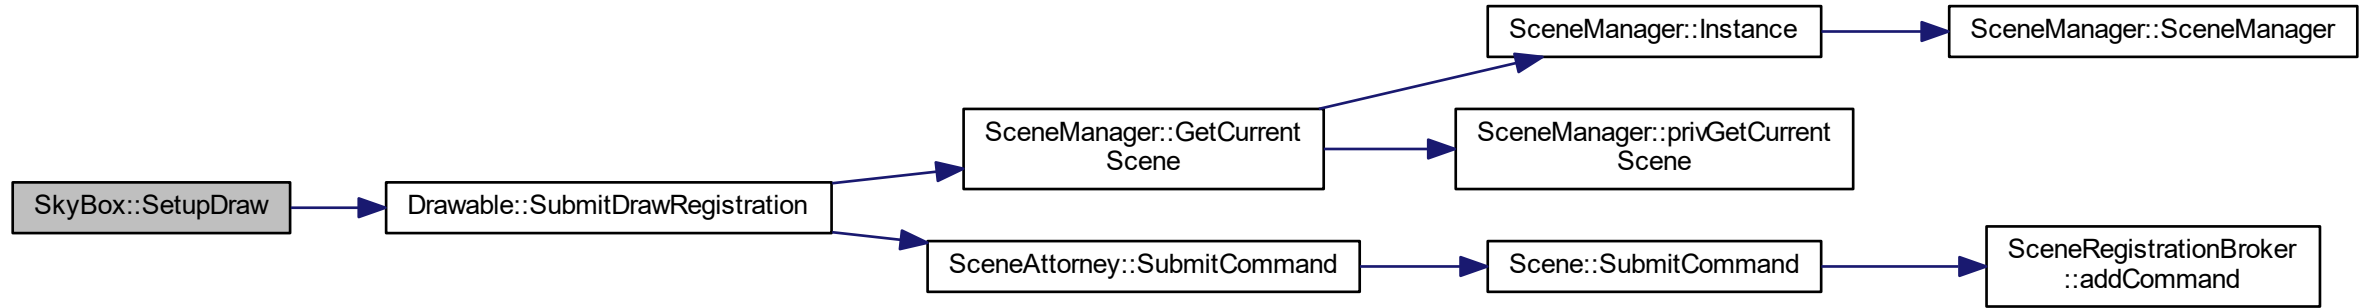 SkyBox::SetupDraw
Drawable::SubmitDrawRegistration
SceneManager::GetCurrent
Scene
SceneManager::Instance
SceneManager::SceneManager
SceneManager::privGetCurrent
Scene
SceneAttorney::SubmitCommand
Scene::SubmitCommand
SceneRegistrationBroker
::addCommand